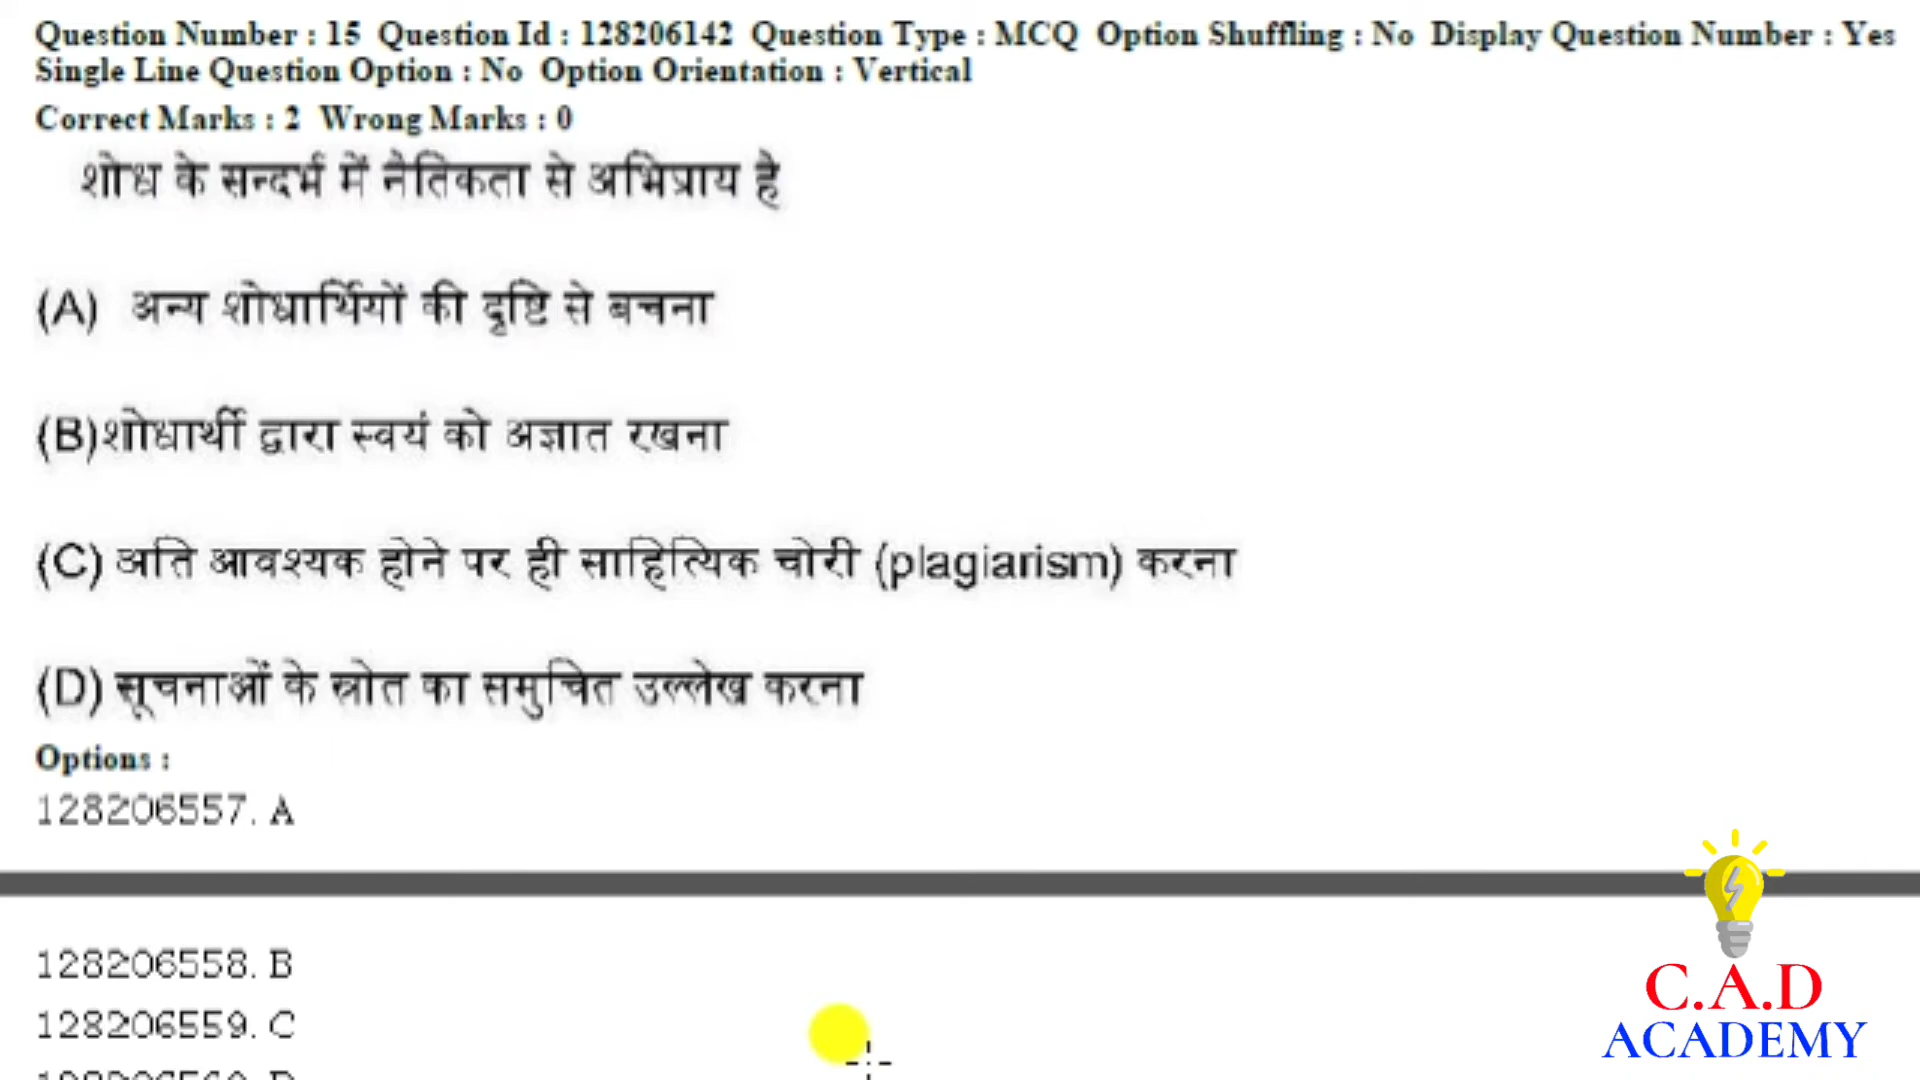 Question Number : 15 Question Id : 128206142 Question Type : MCQ Option Shuffling : No Display Question Number : Yes
Single Line Question Option : No Option Orientation : Vertical
Correct Marks : 2 Wrong Marks : 0
शोध के सन्दर्भ में नैतिकता से अभिप्राय है
(A) अन्य शोधार्थियों की दृष्टि से बचना
(B)शोधार्थी द्वारा स्वयं को अज्ञात रखना
(C) अति आवश्यक होने पर ही साहित्यिक चोरी (plagiarism) करना
(D) सूचनाओं के स्रोत का समुचित उल्लेख करना
Options :
128206557. A
128206558. B
128206559. C
C.A.D
ACADEMY